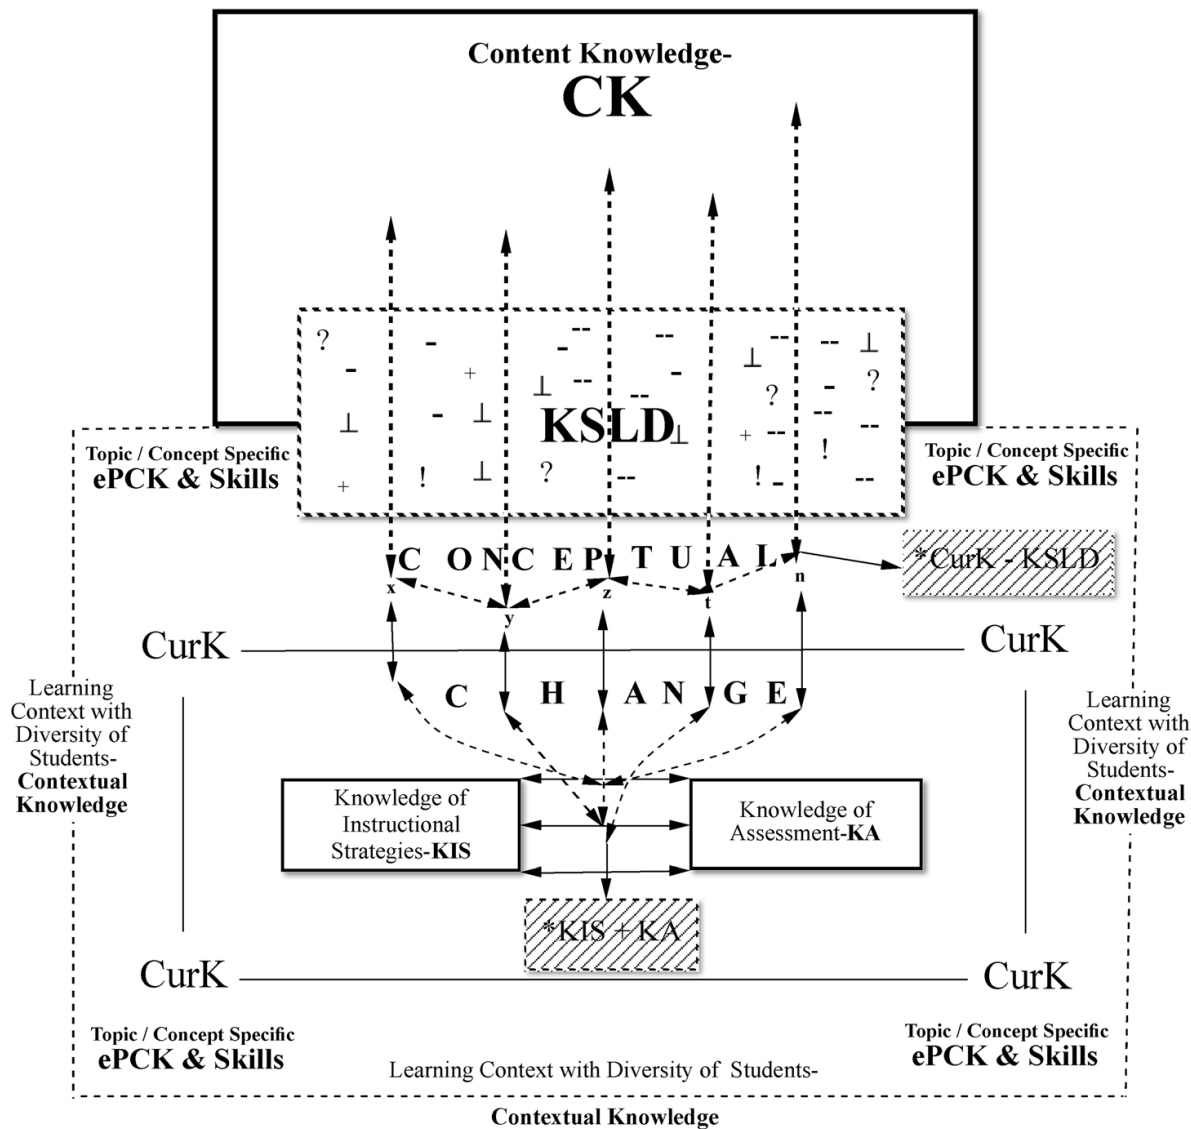 Content Knowledge-
CK
? - -- -- -- -- ⊥
- + - ⊥ -- - ⊥ ? - ?
⊥ - ⊥ KSLD ⊥ -- + -- -- --
+ ! ⊥ ? -- ! - ! --
Topic / Concept Specific
ePCK & Skills
Topic / Concept Specific
ePCK & Skills
CONCEPTUAL
*CurK - KSLD
x y z t n
CurK
CurK
CHANGE
Learning
Context with
Diversity of
Students-
Contextual
Knowledge
Learning
Context with
Diversity of
Students-
Contextual
Knowledge
Knowledge of
Instructional
Strategies-KIS
Knowledge of
Assessment-KA
*KIS + KA
CurK
CurK
Topic / Concept Specific
ePCK & Skills
Topic / Concept Specific
ePCK & Skills
Learning Context with Diversity of Students-
Contextual Knowledge